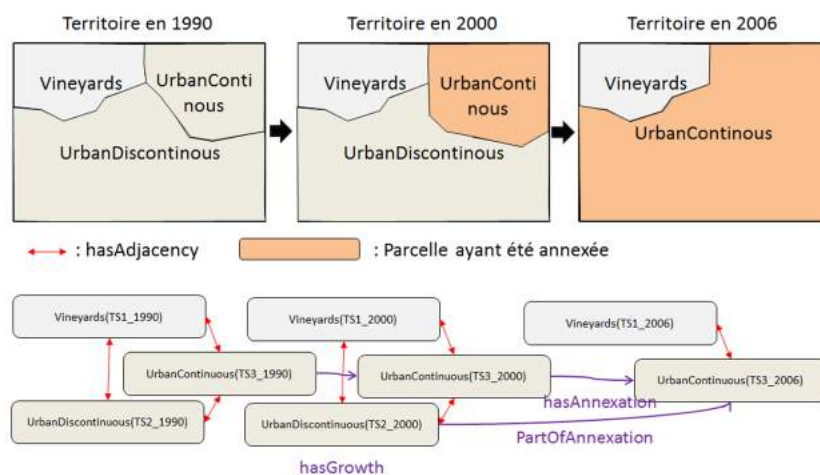 Territoire en 1990
Territoire en 2000
Territoire en 2006
Vineyards
UrbanConti
nous
UrbanDiscontinous
Vineyards
UrbanConti
nous
UrbanDiscontinous
Vineyards
UrbanContinous
: hasAdjacency
: Parcelle ayant été annexée
Vineyards(TS1_1990)
Vineyards(TS1_2000)
Vineyards(TS1_2006)
UrbanContinuous(TS3_1990)
UrbanContinuous(TS3_2000)
UrbanContinuous(TS3_2006)
hasAnnexation
UrbanDiscontinuous(TS2_1990)
UrbanDiscontinuous(TS2_2000)
PartOfAnnexation
hasGrowth